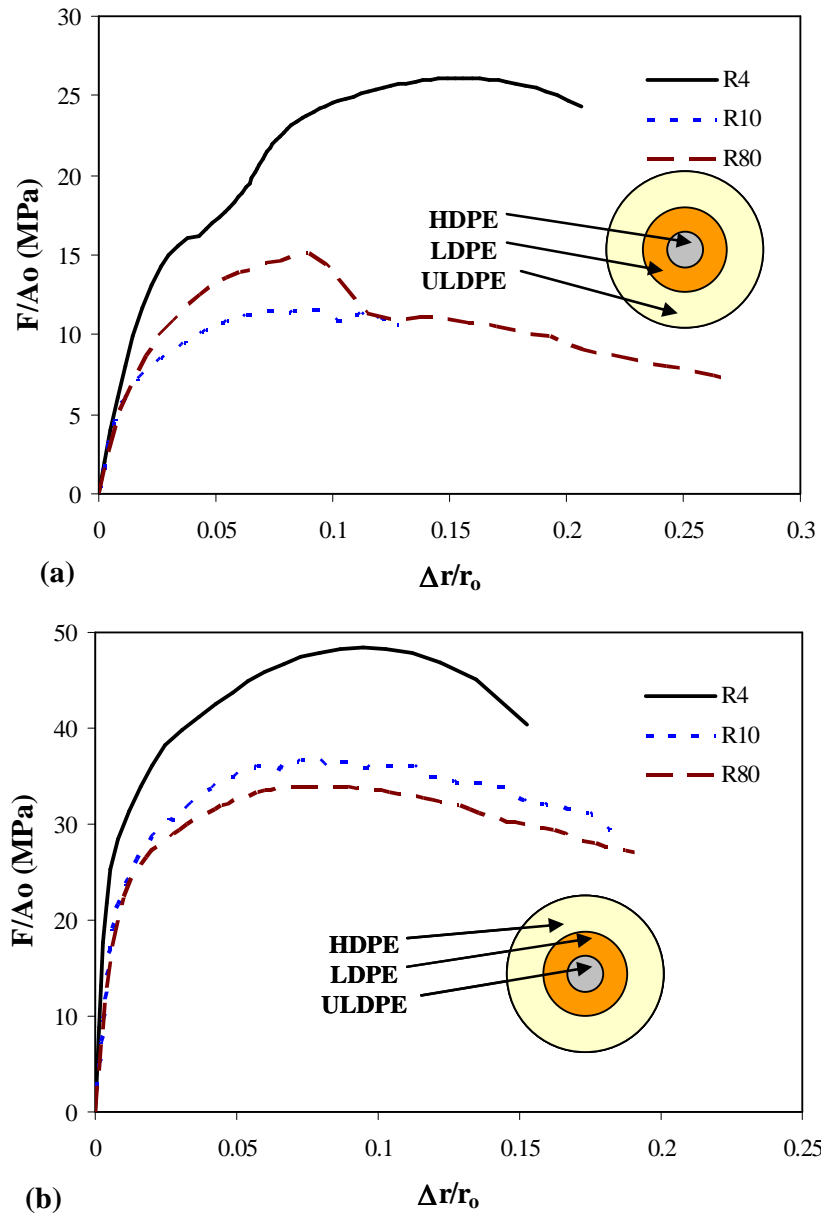 30
25
20
15
10
5
0
F/Ao (MPa)
R4
R10
R80
HDPE
LDPE
ULDPE
0 0.05 0.1 0.15 0.2 0.25 0.3
(a)
Δr/ro
50
40
30
20
10
0
F/Ao (MPa)
R4
R10
R80
HDPE
LDPE
ULDPE
0 0.05 0.1 0.15 0.2 0.25
(b)
Δr/ro